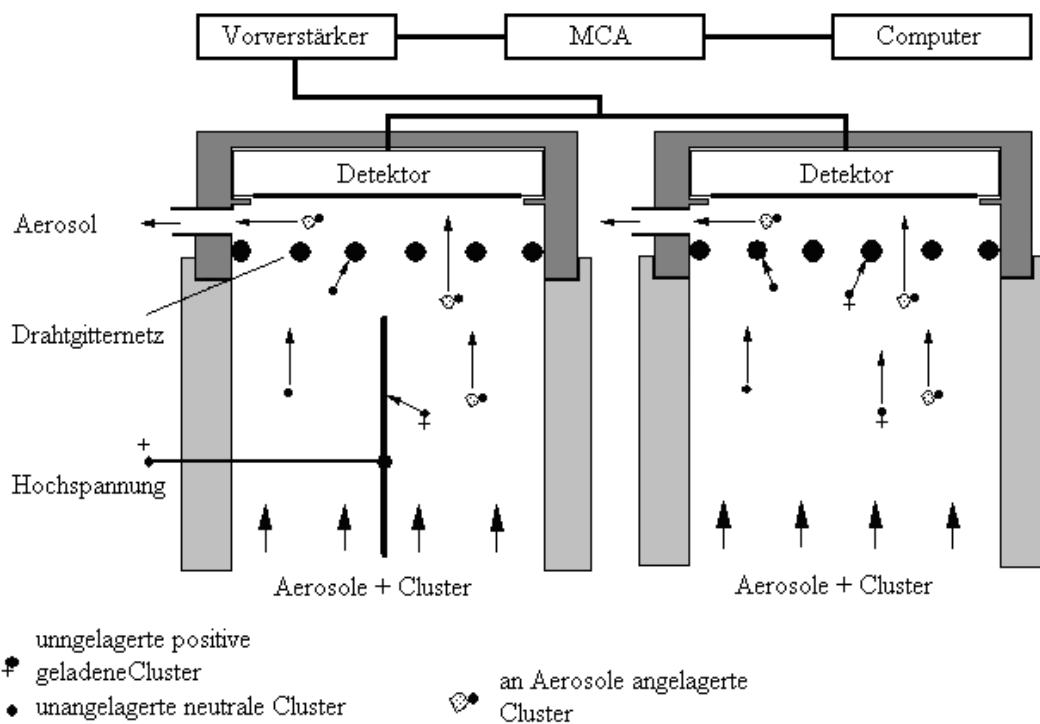 Vorverstärker
MCA
Computer
Detektor
Detektor
Aerosol
Drahtgitternetz
+
Hochspannung
+
+
+
Aerosole + Cluster
Aerosole + Cluster
unngelagerte positive
+ geladeneCluster
unangelagerte neutrale Cluster
an Aerosole angelagerte
Cluster